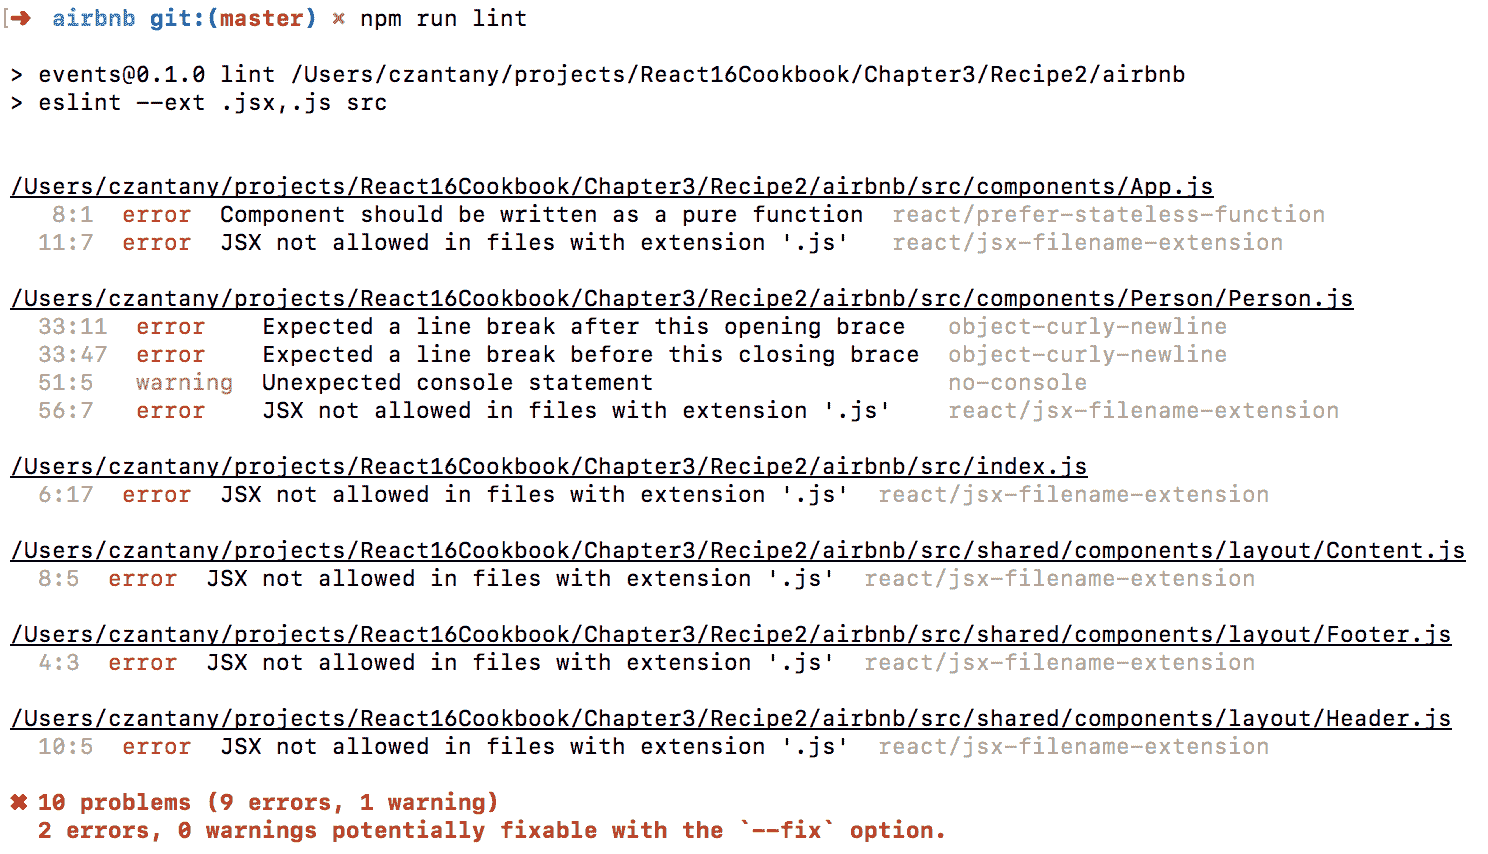 [➜ airbnb git:(master) ✗ npm run lint
> events@0.1.0 lint /Users/czantany/projects/React16Cookbook/Chapter3/Recipe2/airbnb
> eslint --ext .jsx,.js src
/Users/czantany/projects/React16Cookbook/Chapter3/Recipe2/airbnb/src/components/App.js
8:1 error Component should be written as a pure function react/prefer-stateless-function
11:7 error JSX not allowed in files with extension '.js' react/jsx-filename-extension
/Users/czantany/projects/React16Cookbook/Chapter3/Recipe2/airbnb/src/components/Person/Person.js
33:11 error Expected a line break after this opening brace object-curly-newline
33:47 error Expected a line break before this closing brace object-curly-newline
51:5 warning Unexpected console statement no-console
56:7 error JSX not allowed in files with extension '.js' react/jsx-filename-extension
/Users/czantany/projects/React16Cookbook/Chapter3/Recipe2/airbnb/src/index.js
6:17 error JSX not allowed in files with extension '.js' react/jsx-filename-extension
/Users/czantany/projects/React16Cookbook/Chapter3/Recipe2/airbnb/src/shared/components/layout/Content.js
8:5 error JSX not allowed in files with extension '.js' react/jsx-filename-extension
/Users/czantany/projects/React16Cookbook/Chapter3/Recipe2/airbnb/src/shared/components/layout/Footer.js
4:3 error JSX not allowed in files with extension '.js' react/jsx-filename-extension
/Users/czantany/projects/React16Cookbook/Chapter3/Recipe2/airbnb/src/shared/components/layout/Header.js
10:5 error JSX not allowed in files with extension '.js' react/jsx-filename-extension
✖ 10 problems (9 errors, 1 warning)
2 errors, 0 warnings potentially fixable with the `--fix` option.